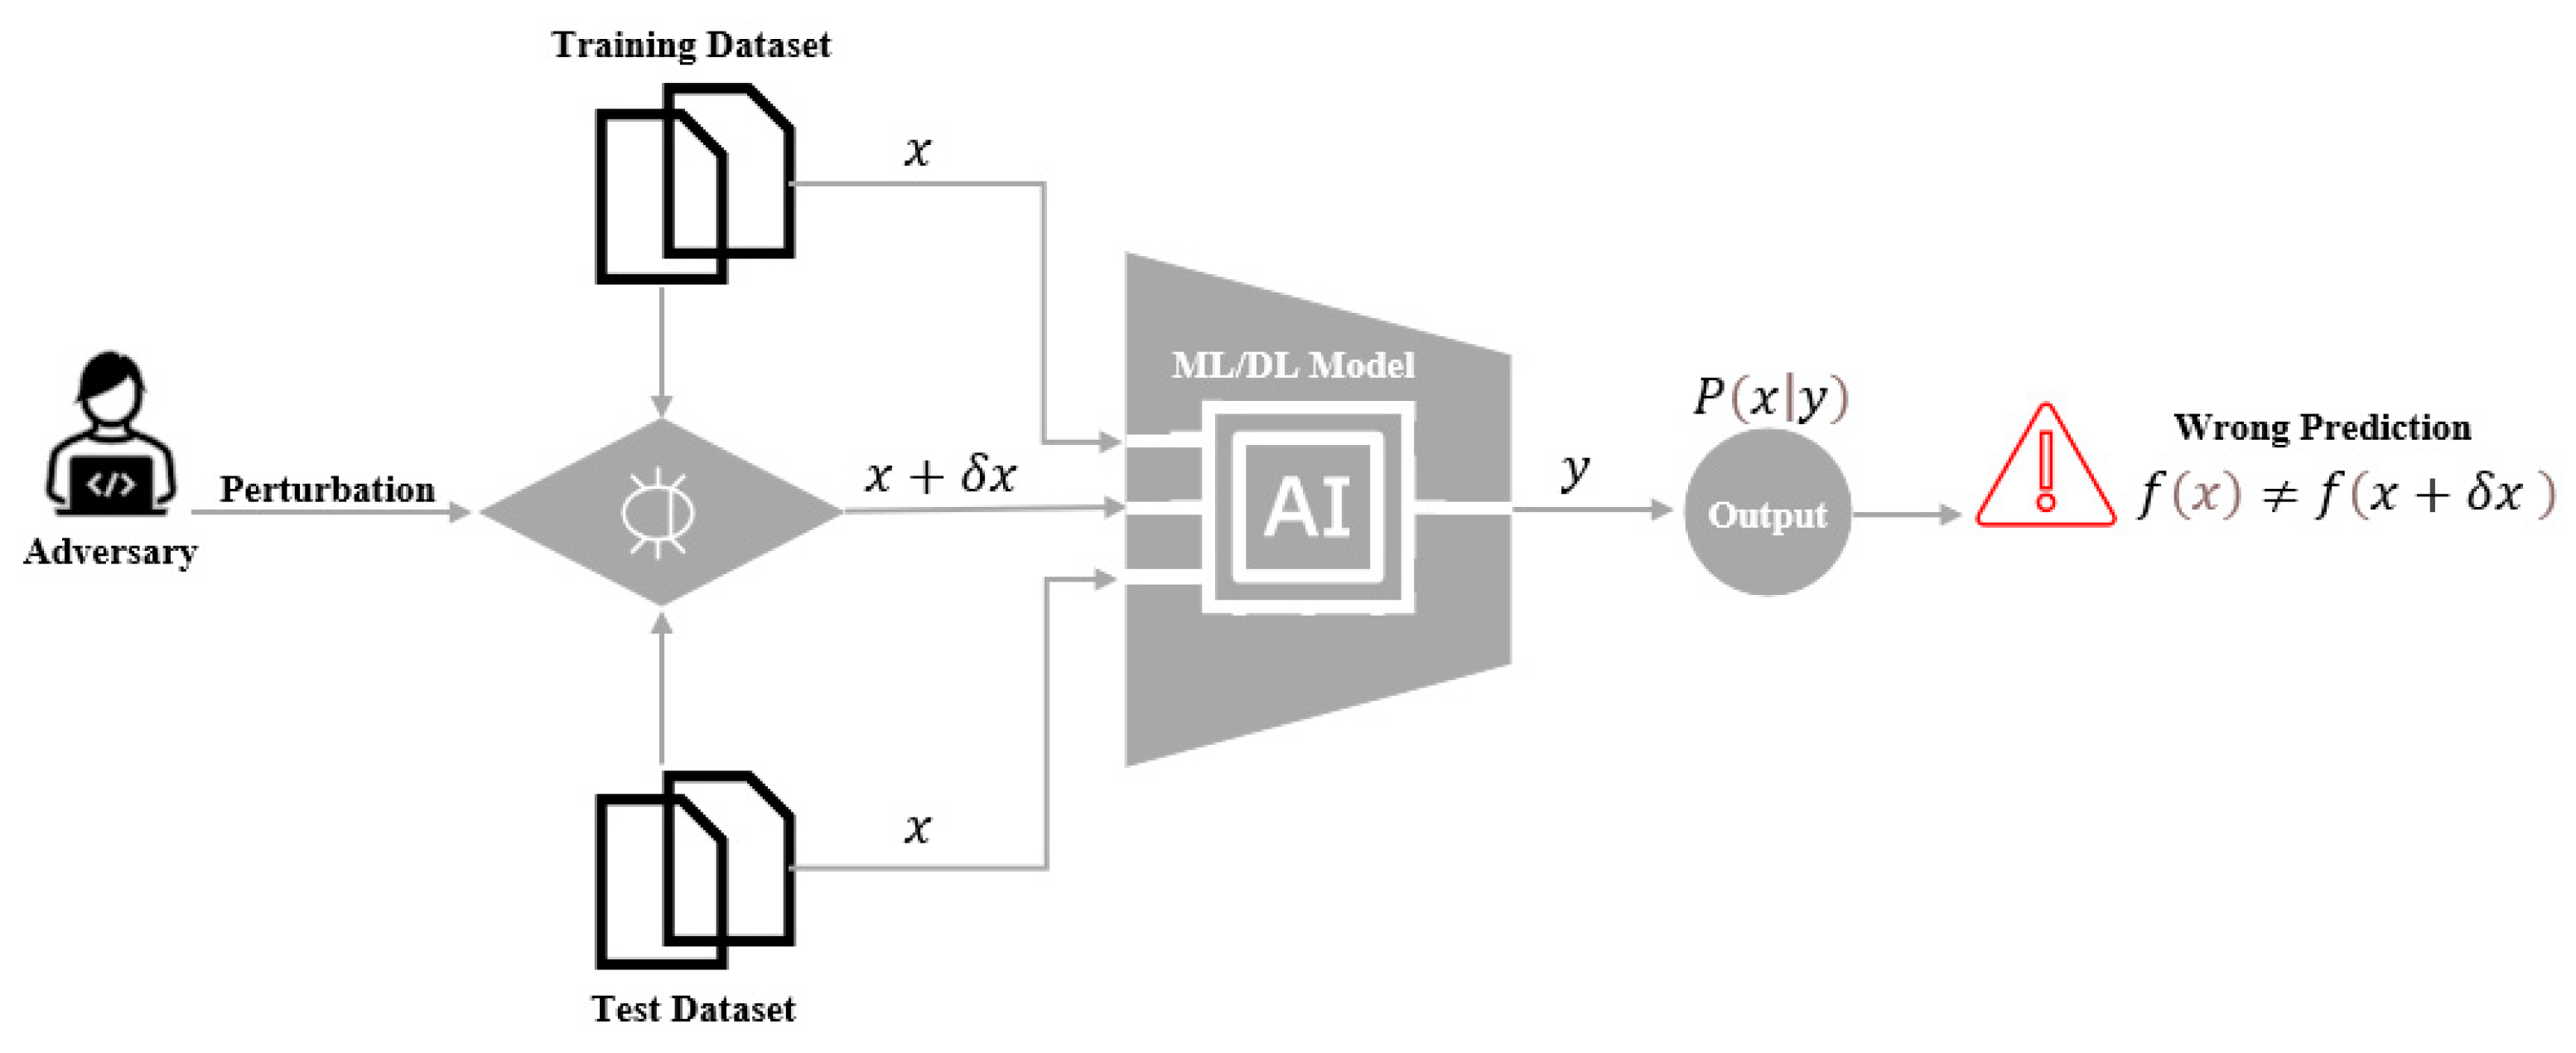 Training Dataset
x
ML/DL Model
P(x|y)
Wrong Prediction
Perturbation
x + δx
</>
AI
y
Output
f(x) ≠ f(x + δx )
Adversary
x
Test Dataset